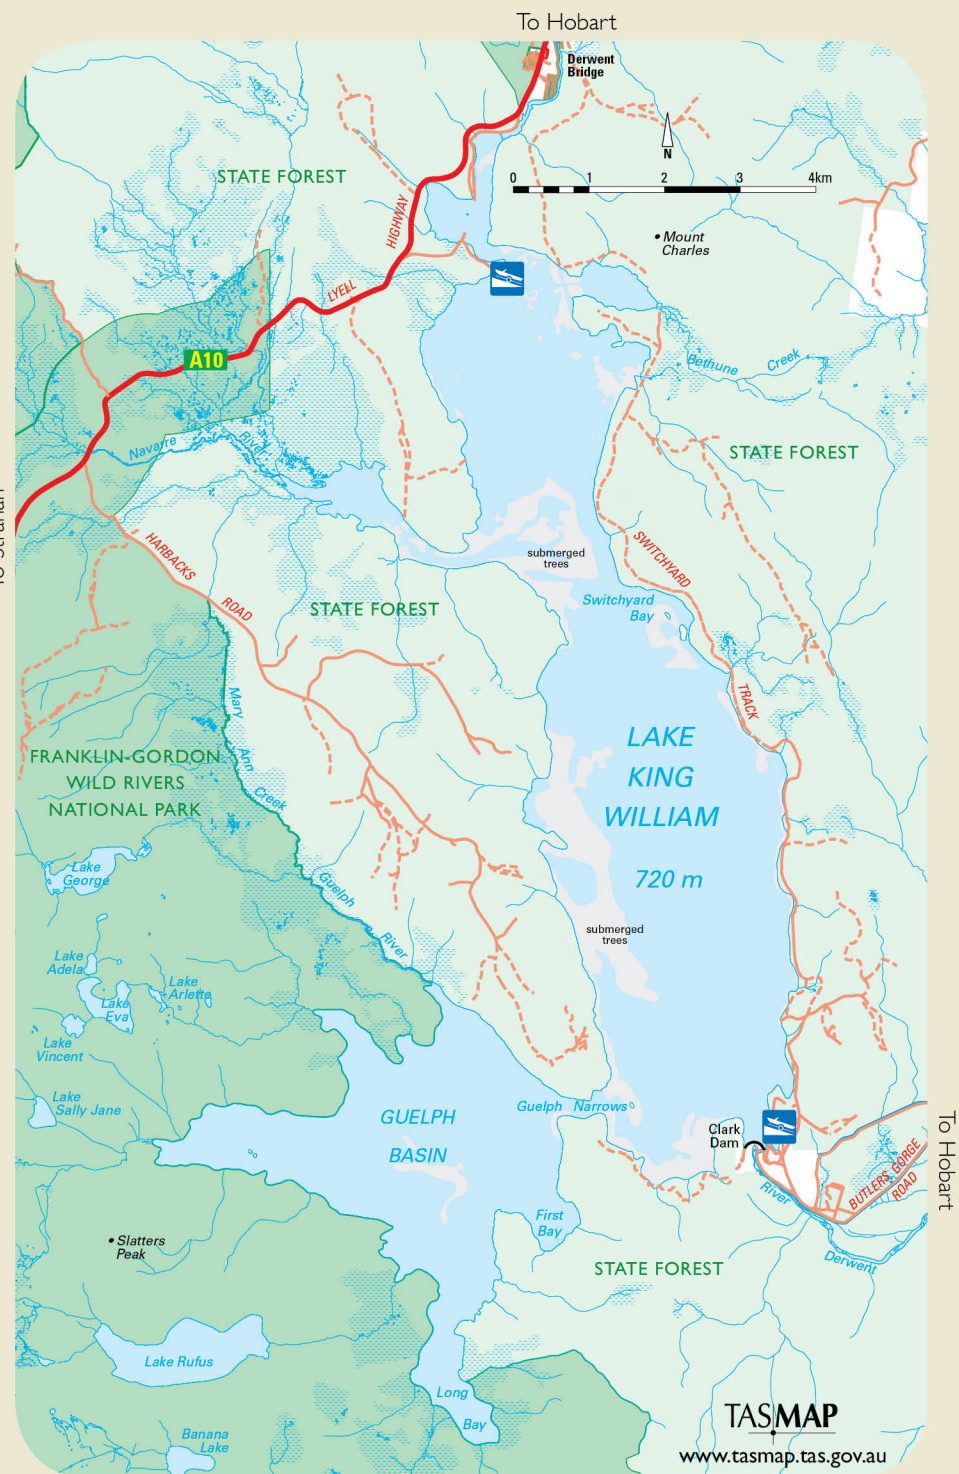 To Hobart
Derwent
Bridge
N
0 1 2 3 4km
STATE FOREST
HIGHWAY
Mount
Charles
LYELL
A10
Bethune Creek
Navarre River
STATE FOREST
To Strahan
HARBACKS
ROAD
submerged
trees
SWITCHYARD
Switchyard
Bay
STATE FOREST
TRACK
Mary Ann Creek
LAKE
KING
WILLIAM
720 m
FRANKLIN-GORDON
WILD RIVERS
NATIONAL PARK
Lake
George
Guelph River
submerged
trees
Lake
Adela
Lake
Eva
Lake
Arlette
Lake
Vincent
Lake
Sally Jane
GUELPH
BASIN
Guelph Narrows
Clark
Dam
To Hobart
BUTLERS GORGE
ROAD
River
Derwent
First
Bay
Slatters
Peak
STATE FOREST
Lake Rufus
Long
Bay
Banana
Lake
TASMAP
www.tasmap.tas.gov.au